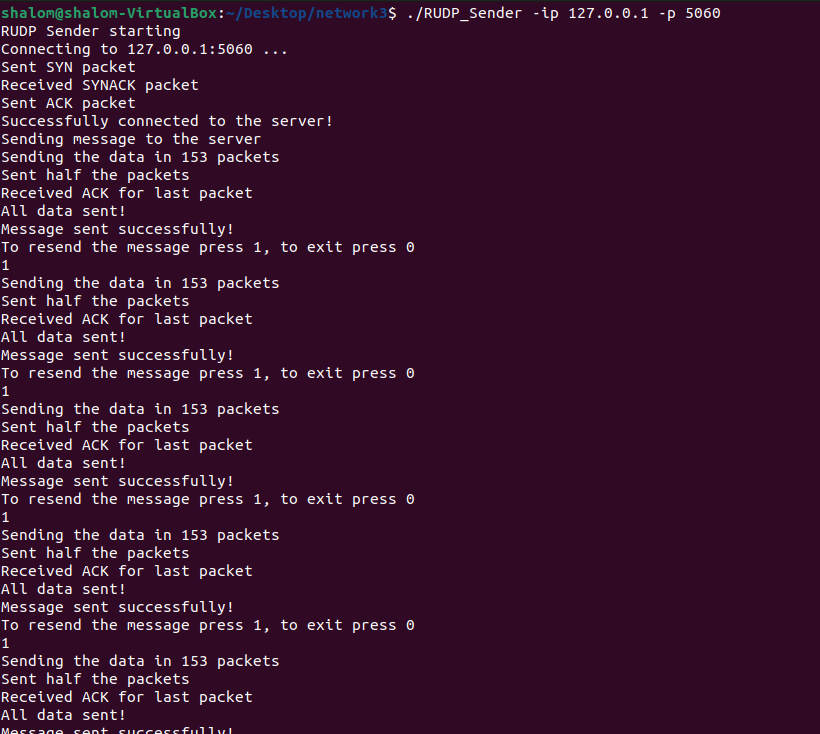 shalom@shalom-VirtualBox:~/Desktop/network3$ ./RUDP_Sender -ip 127.0.0.1 -p 5060
RUDP Sender starting
Connecting to 127.0.0.1:5060 ...
Sent SYN packet
Received SYNACK packet
Sent ACK packet
Successfully connected to the server!
Sending message to the server
Sending the data in 153 packets
Sent half the packets
Received ACK for last packet
All data sent!
Message sent successfully!
To resend the message press 1, to exit press 0
1
Sending the data in 153 packets
Sent half the packets
Received ACK for last packet
All data sent!
Message sent successfully!
To resend the message press 1, to exit press 0
1
Sending the data in 153 packets
Sent half the packets
Received ACK for last packet
All data sent!
Message sent successfully!
To resend the message press 1, to exit press 0
1
Sending the data in 153 packets
Sent half the packets
Received ACK for last packet
All data sent!
Message sent successfully!
To resend the message press 1, to exit press 0
1
Sending the data in 153 packets
Sent half the packets
Received ACK for last packet
All data sent!
Message sent successfully!